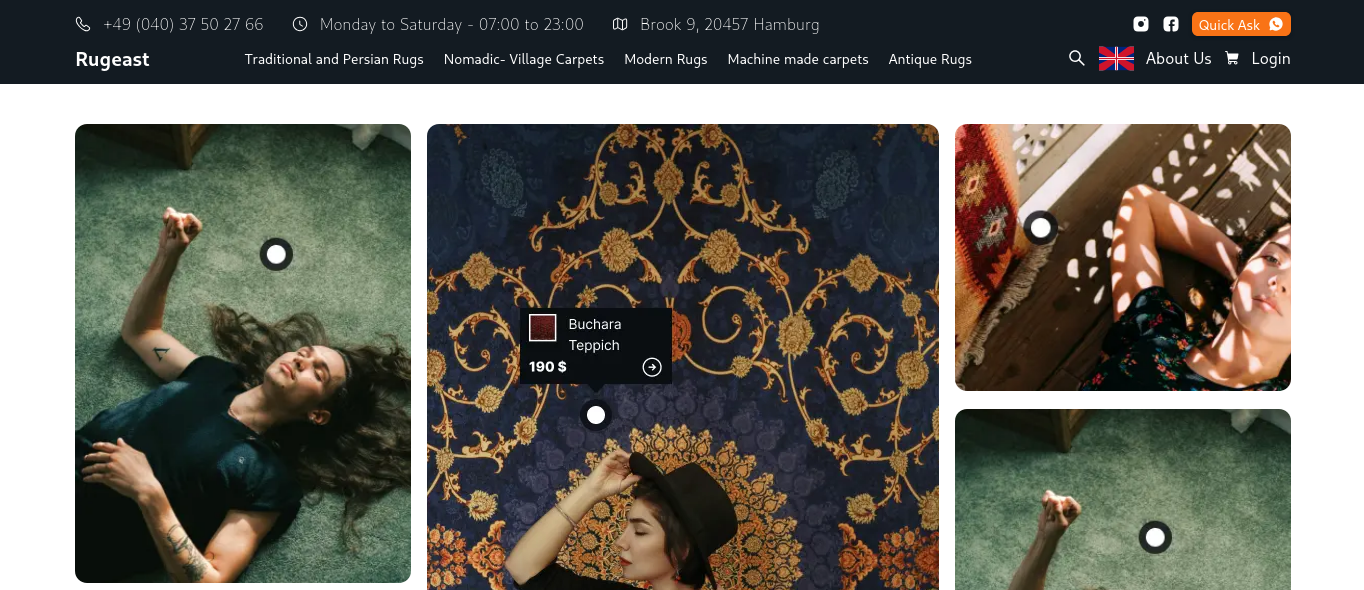 +49 (040) 37 50 27 66
Monday to Saturday - 07:00 to 23:00
Brook 9, 20457 Hamburg
Quick Ask
Rugeast
Traditional and Persian Rugs
Nomadic- Village Carpets
Modern Rugs
Machine made carpets
Antique Rugs
About Us
Login
Buchara
Teppich
190 $